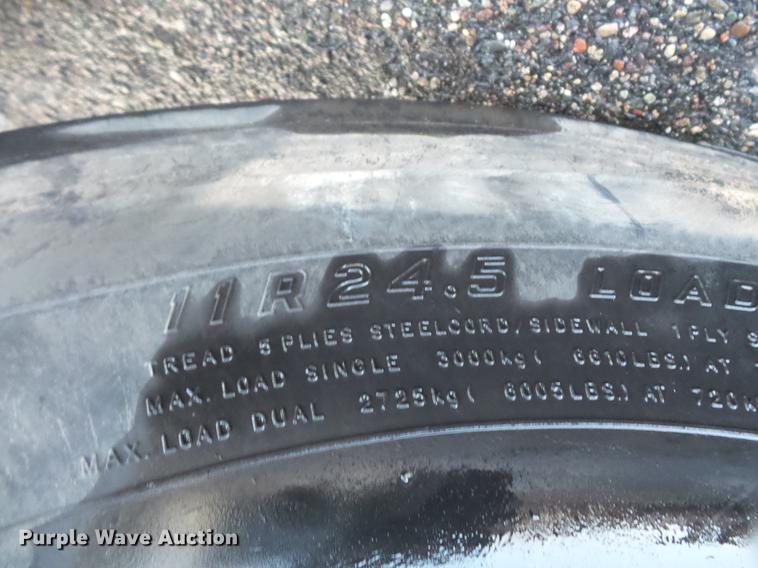 11R24.5 LOAD
TREAD 5 PLIES STEELCORD/SIDEWALL 1 PLY S
MAX. LOAD SINGLE 3000kg ( 6610LBS.) AT
MAX. LOAD DUAL 2725kg ( 6005LBS.) AT 720k
Purple Wave Auction